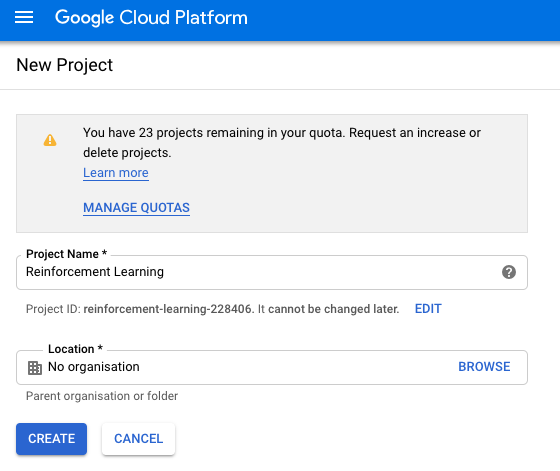 Google Cloud Platform
New Project
You have 23 projects remaining in your quota. Request an increase or
delete projects.
Learn more
MANAGE QUOTAS
Project Name *
Reinforcement Learning
Project ID: reinforcement-learning-228406. It cannot be changed later. EDIT
Location *
No organisation BROWSE
Parent organisation or folder
CREATE CANCEL